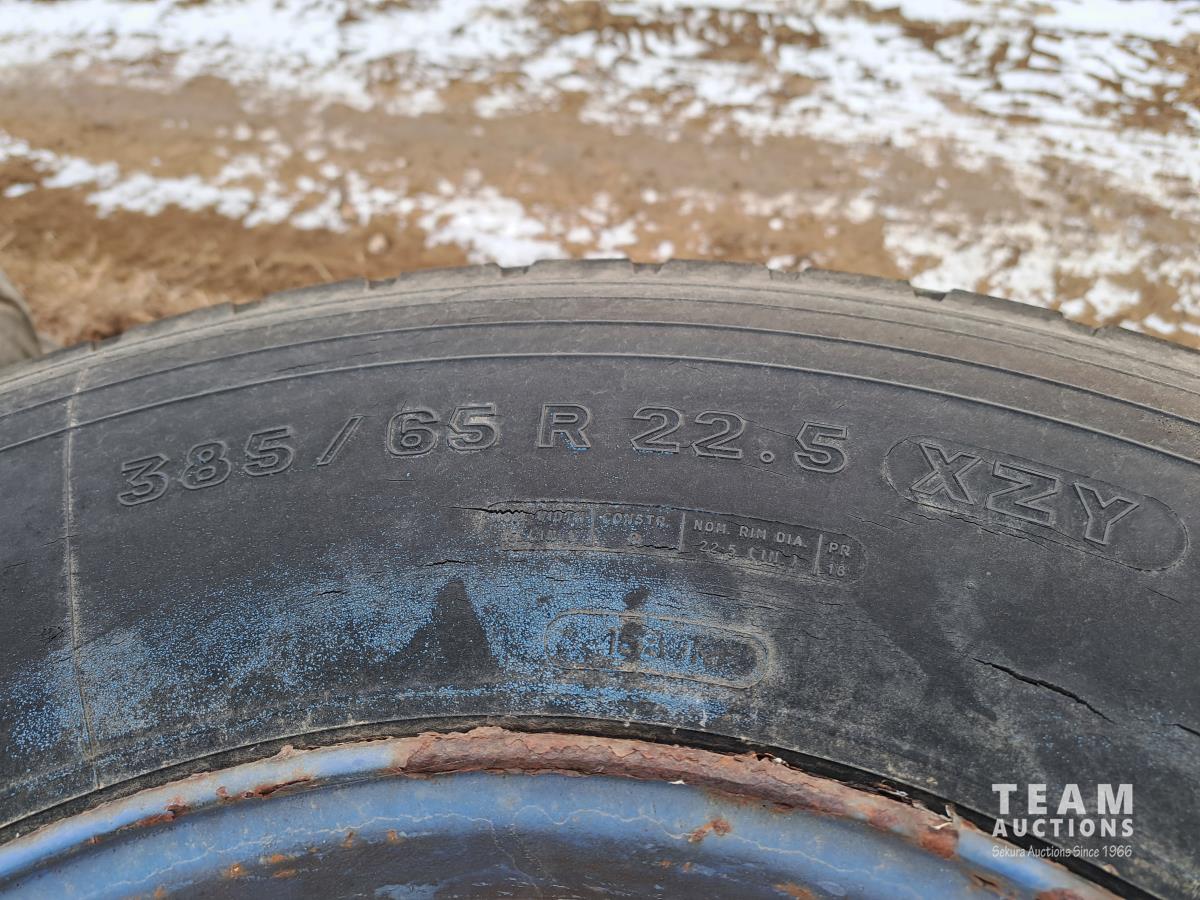 385/65 R 22.5 XZY
CONSTR. NOM. RIM DIA. PR
22.5 (IN.) 18
TEAM
AUCTIONS
Sekura Auctions Since 1966